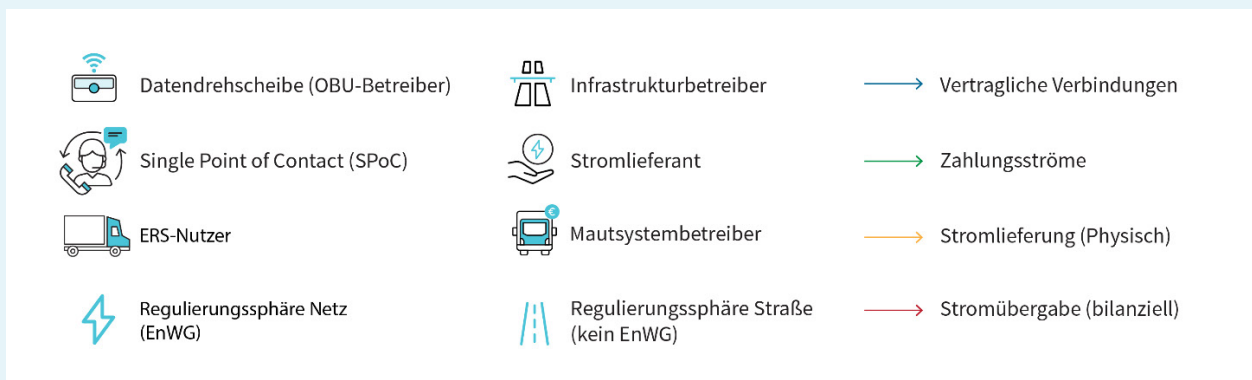 Datendrehscheibe (OBU-Betreiber)
Infrastrukturbetreiber
Vertragliche Verbindungen
Single Point of Contact (SPoC)
Stromlieferant
Zahlungsströme
ERS-Nutzer
€
Mautsystembetreiber
Stromlieferung (Physisch)
Regulierungssphäre Netz
(EnWG)
Regulierungssphäre Straße
(kein EnWG)
Stromübergabe (bilanziell)